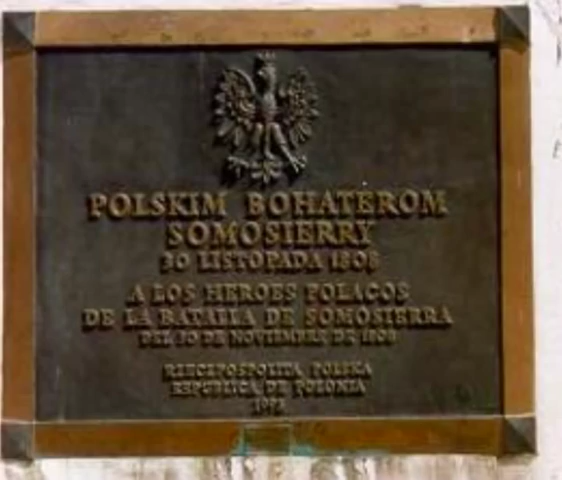 POLSKIM BOHATEROM
SOMOSIERRY
30 LISTOPADA 1808
A LOS HEROES POLACOS
DE LA BATALLA DE SOMOSIERRA
DEL 30 DE NOVIEMBRE DE 1808
RZECZPOSPOLITA POLSKA
REPUBLICA DE POLONIA